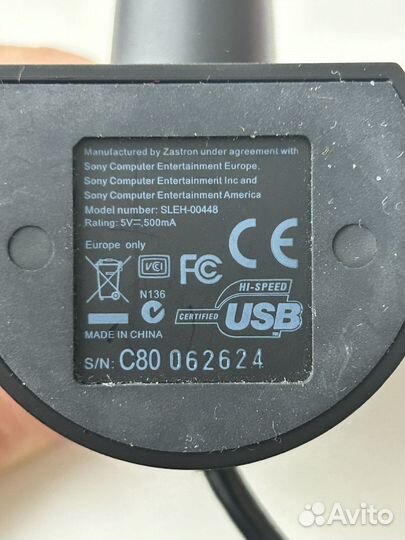 Manufactured by Zastron under agreement with
Sony Computer Entertainment Europe,
Sony Computer Entertainment Inc and
Sony Computer Entertainment America
Model number: SLEH-00448
Rating: 5V⎓,500mA
Europe only
CE
VCI
FC
N136
HI-SPEED
CERTIFIED USB
TM
MADE IN CHINA
S/N: C80 062624
Avito